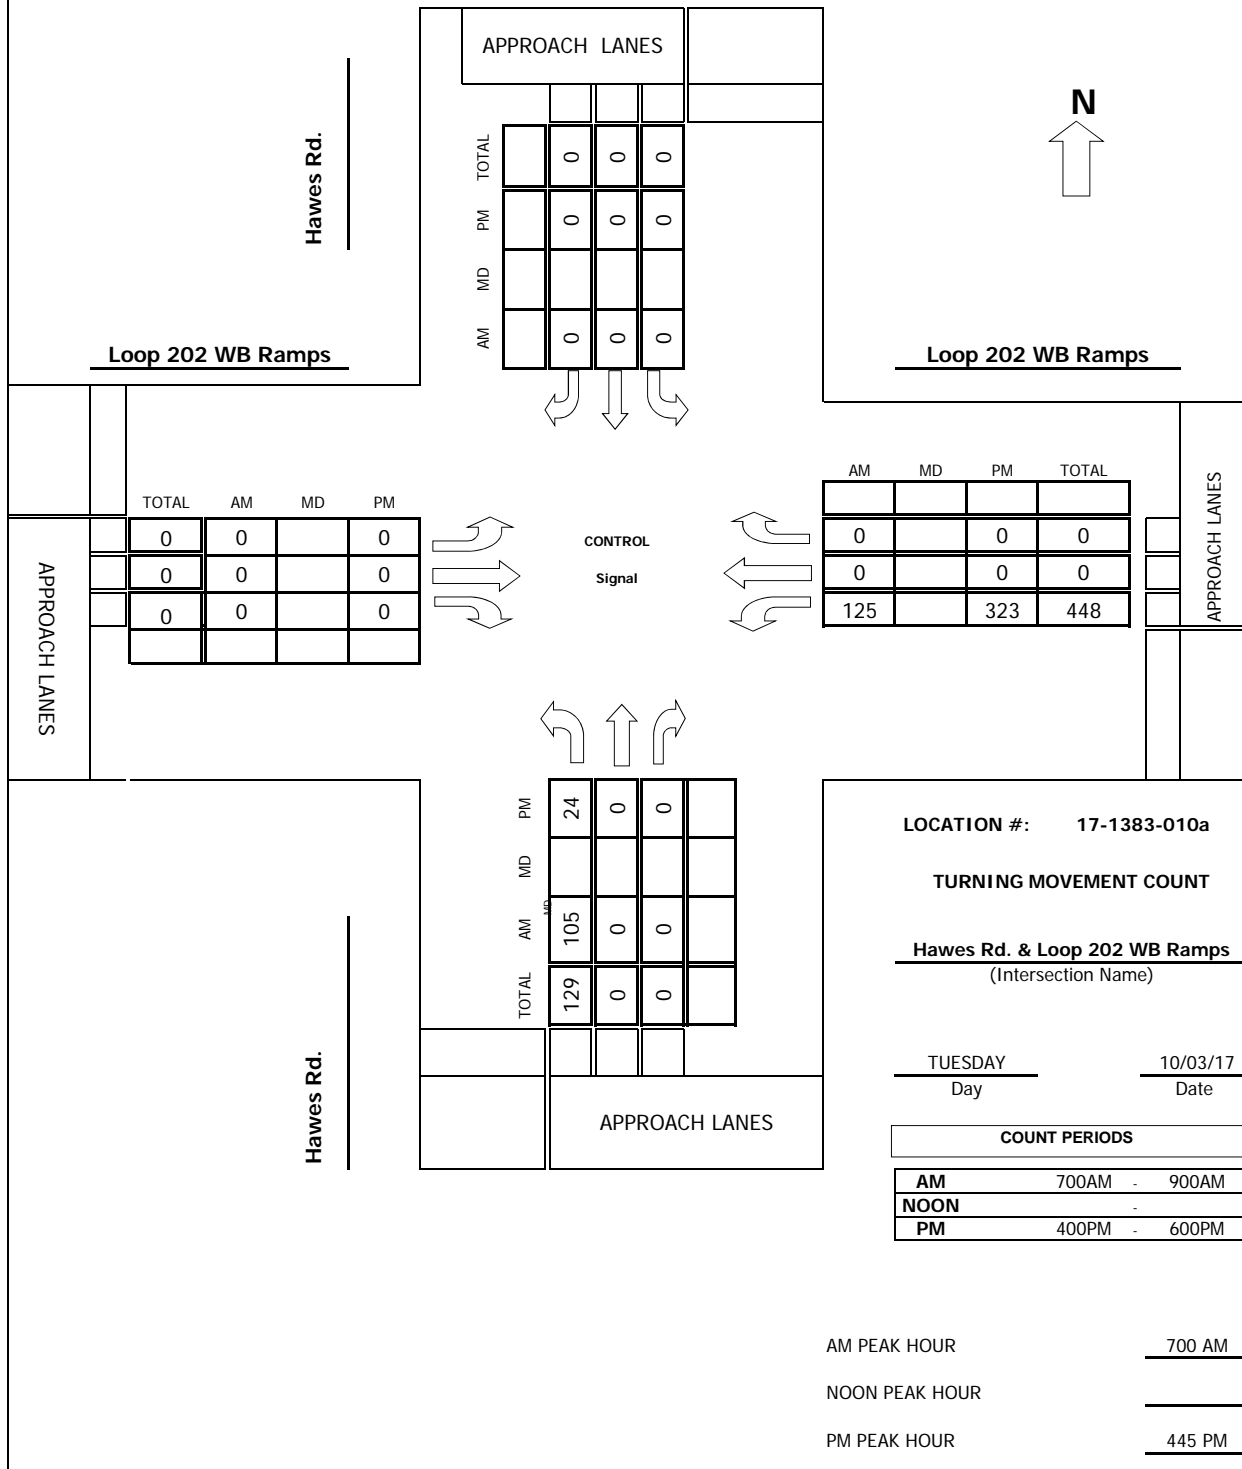 APPROACH LANES
N
Hawes Rd.
TOTAL 0 0 0
PM 0 0 0
MD
AM 0 0 0
Loop 202 WB Ramps
Loop 202 WB Ramps
TOTAL AM MD PM
0 0 0
0 0 0
0 0 0
APPROACH LANES
CONTROL
Signal
AM MD PM TOTAL
0 0 0
0 0 0
125 323 448
APPROACH LANES
PM 24 0 0
MD
MD
AM 105 0 0
TOTAL 129 0 0
Hawes Rd.
APPROACH LANES
LOCATION #: 17-1383-010a
TURNING MOVEMENT COUNT
Hawes Rd. & Loop 202 WB Ramps
(Intersection Name)
TUESDAY 10/03/17
Day Date
COUNT PERIODS
AM 700AM - 900AM
NOON -
PM 400PM - 600PM
AM PEAK HOUR 700 AM
NOON PEAK HOUR
PM PEAK HOUR 445 PM